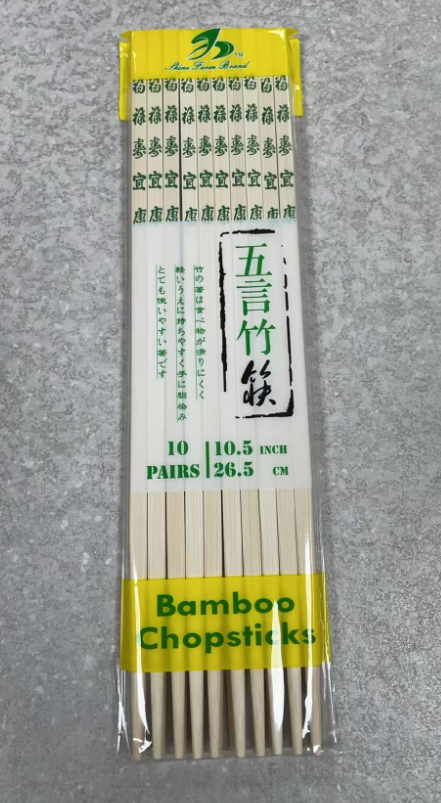 TM
Shine Farm Brand
福禄寿宜康
五言竹筷
竹の箸は食べ物が滑りにくく
軽いうえに持ちやすく手に馴染み
とても使いやすい箸です
10 PAIRS
10.5 INCH
26.5 CM
Bamboo
Chopsticks